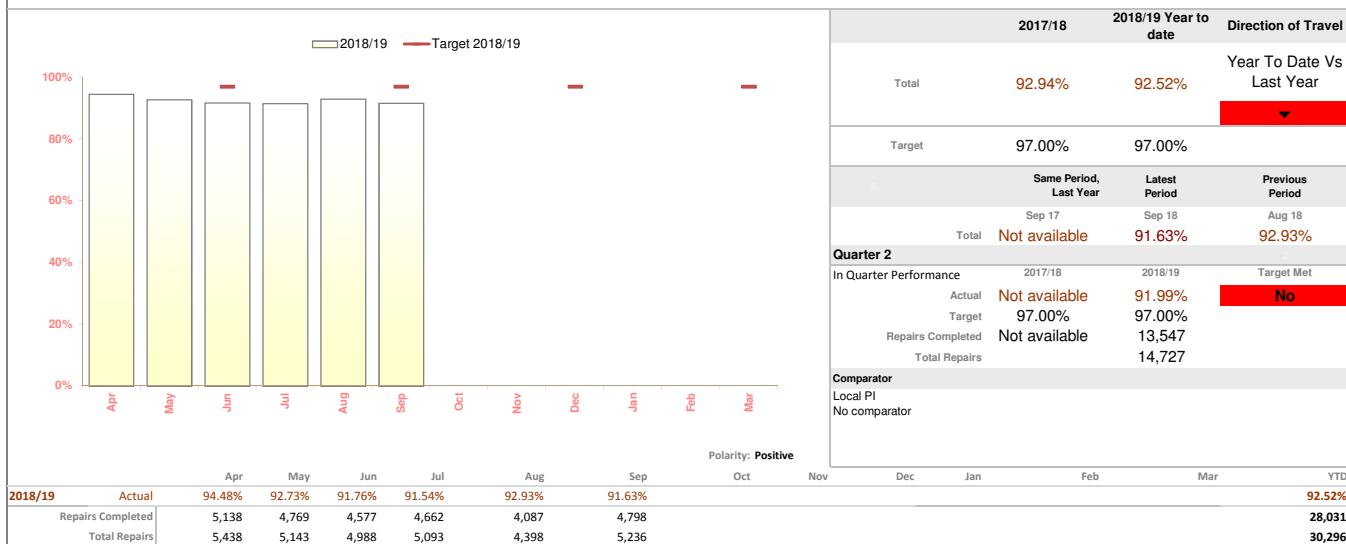 2018/19 Target 2018/19
100%
80%
60%
40%
20%
0%
Apr May Jun Jul Aug Sep Oct Nov Dec Jan Feb Mar
Polarity: Positive
2017/18 2018/19 Year to date Direction of Travel
Total 92.94% 92.52% Year To Date Vs Last Year
▼
Target 97.00% 97.00%
Same Period, Last Year Latest Period Previous Period
Sep 17 Sep 18 Aug 18
Total Not available 91.63% 92.93%
Quarter 2
In Quarter Performance 2017/18 2018/19 Target Met
Actual Not available 91.99% No
Target 97.00% 97.00%
Repairs Completed Not available 13,547
Total Repairs 14,727
Comparator
Local PI
No comparator
Apr May Jun Jul Aug Sep Oct Nov Dec Jan Feb Mar YTD
2018/19 Actual 94.48% 92.73% 91.76% 91.54% 92.93% 91.63% 92.52%
Repairs Completed 5,138 4,769 4,577 4,662 4,087 4,798 28,031
Total Repairs 5,438 5,143 4,988 5,093 4,398 5,236 30,296